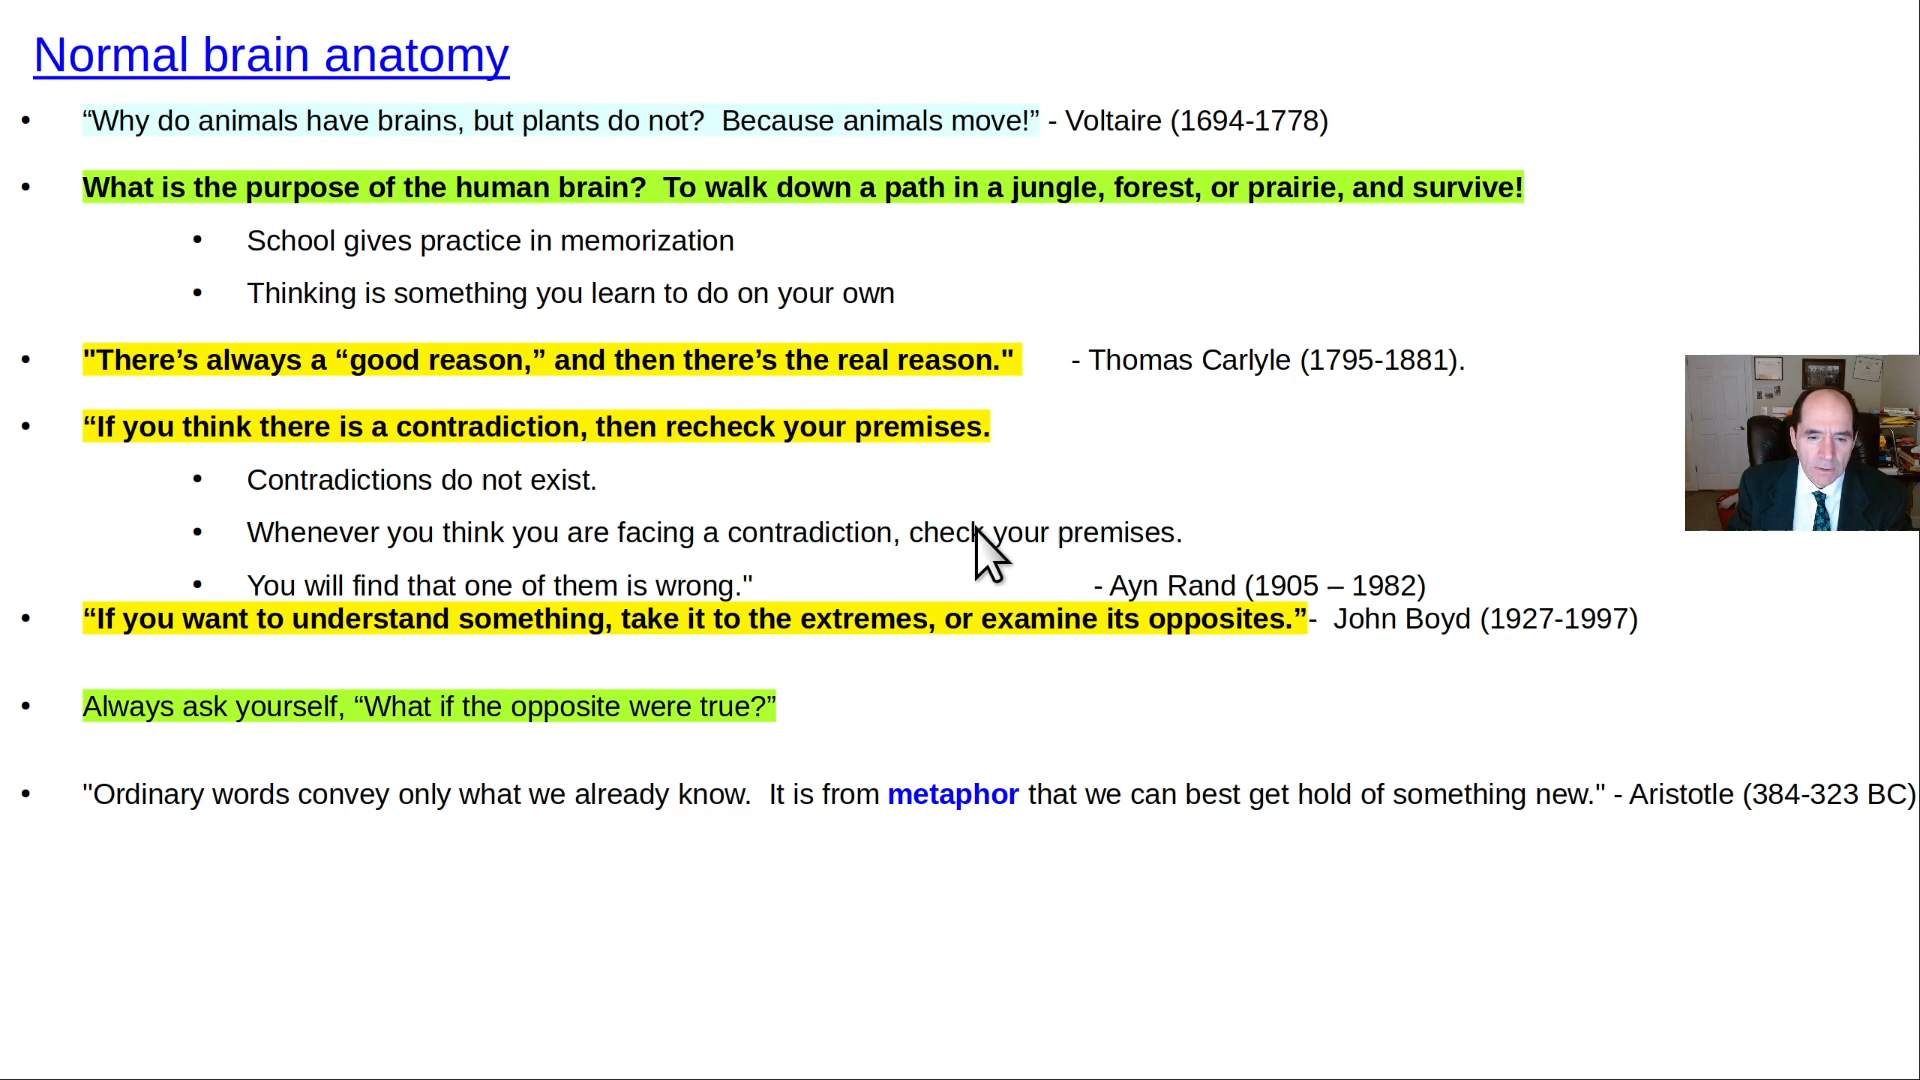 Normal brain anatomy
• “Why do animals have brains, but plants do not?  Because animals move!” - Voltaire (1694-1778)
• What is the purpose of the human brain?  To walk down a path in a jungle, forest, or prairie, and survive!
• School gives practice in memorization
• Thinking is something you learn to do on your own
• "There’s always a “good reason,” and then there’s the real reason." - Thomas Carlyle (1795-1881).
• “If you think there is a contradiction, then recheck your premises.
• Contradictions do not exist.
• Whenever you think you are facing a contradiction, check your premises.
• You will find that one of them is wrong." - Ayn Rand (1905 – 1982)
• “If you want to understand something, take it to the extremes, or examine its opposites.”-  John Boyd (1927-1997)
• Always ask yourself, “What if the opposite were true?”
• "Ordinary words convey only what we already know.  It is from metaphor that we can best get hold of something new." - Aristotle (384-323 BC)